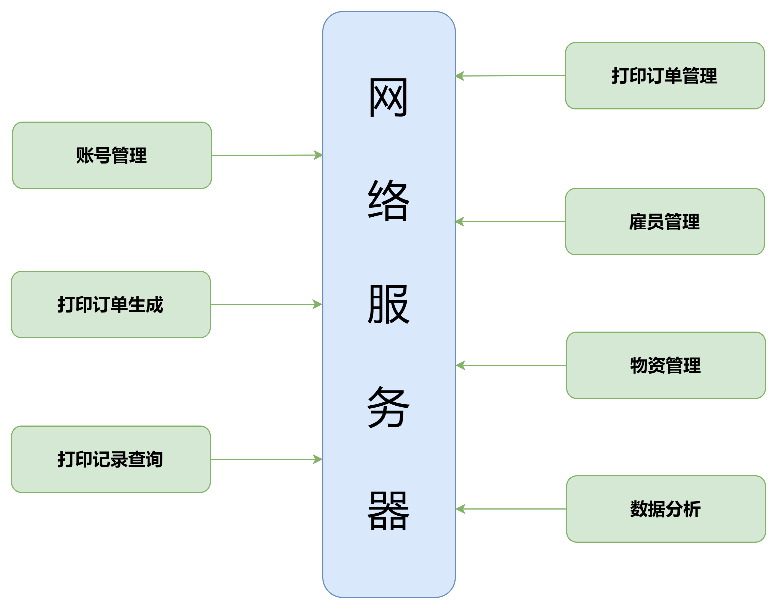 账号管理
打印订单生成
打印记录查询
网
络
服
务
器
打印订单管理
雇员管理
物资管理
数据分析